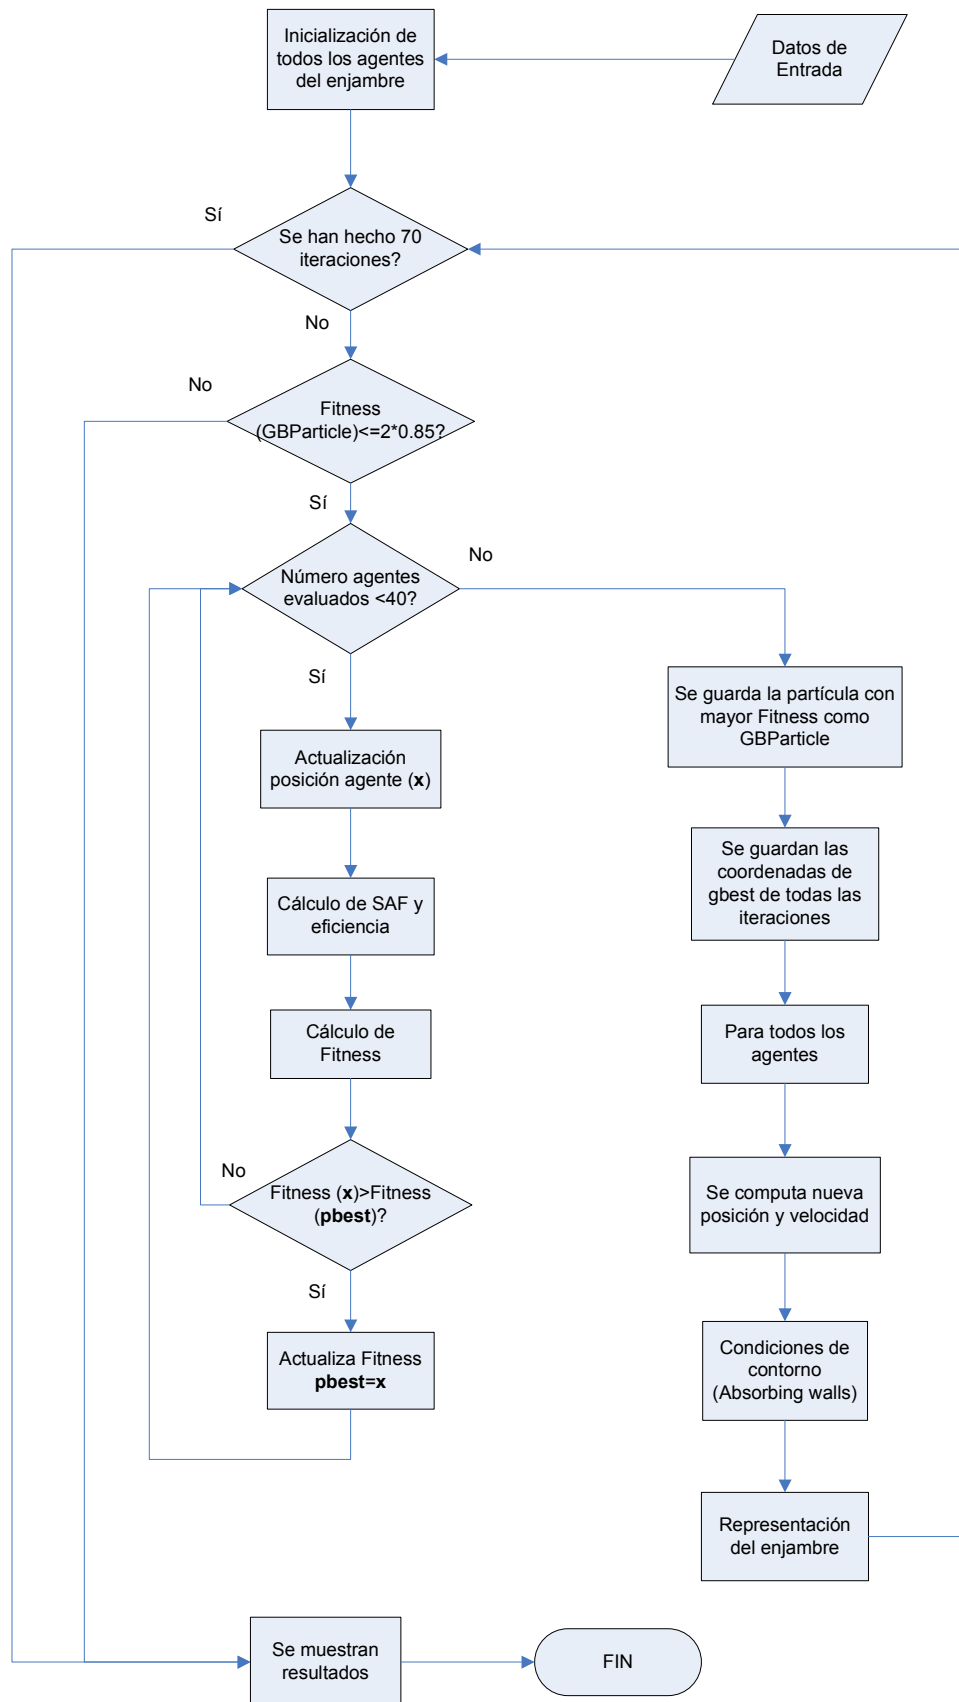 Inicialización de
todos los agentes
del enjambre
Datos de
Entrada
Sí
Se han hecho 70
iteraciones?
No
No
Fitness
(GBParticle)<=2*0.85?
Sí
No
Número agentes
evaluados <40?
Sí
Se guarda la partícula con
mayor Fitness como
GBParticle
Actualización
posición agente (x)
Se guardan las
coordenadas de
gbest de todas las
iteraciones
Cálculo de SAF y
eficiencia
Para todos los
agentes
Cálculo de
Fitness
No
Fitness (x)>Fitness
(pbest)?
Se computa nueva
posición y velocidad
Sí
Actualiza Fitness
pbest=x
Condiciones de
contorno
(Absorbing walls)
Representación
del enjambre
Se muestran
resultados
FIN